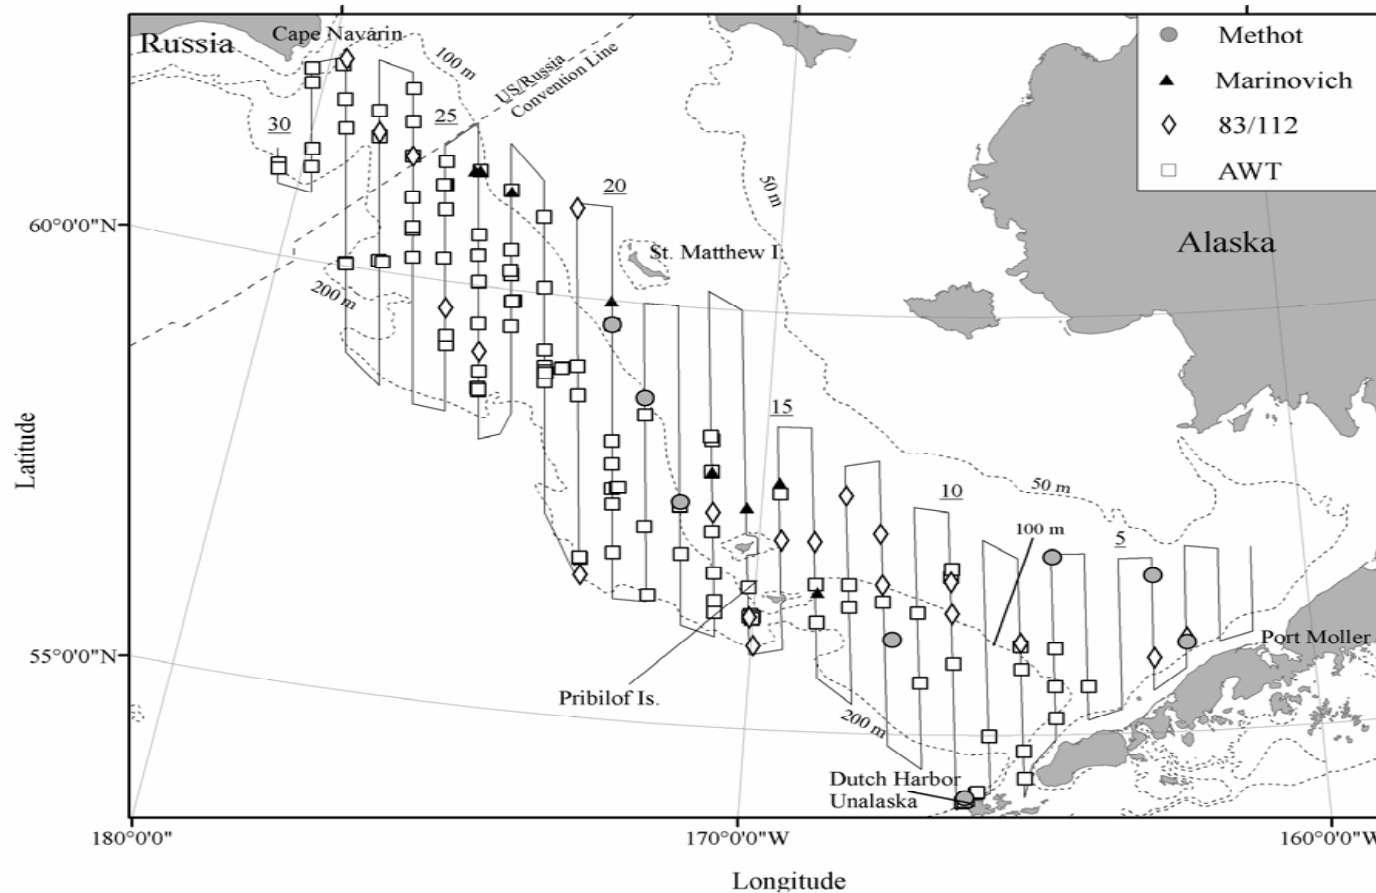 Russia
Cape Navarin
100 m
US/Russia
Convention Line
Methot
Marinovich
83/112
AWT
30
25
20
50 m
60°0'0"N
St. Matthew I.
Alaska
200 m
15
Latitude
10
50 m
100 m
5
55°0'0"N
Port Moller
Pribilof Is.
200 m
Dutch Harbor
Unalaska
180°0'0"
170°0'0"W
160°0'0"W
Longitude